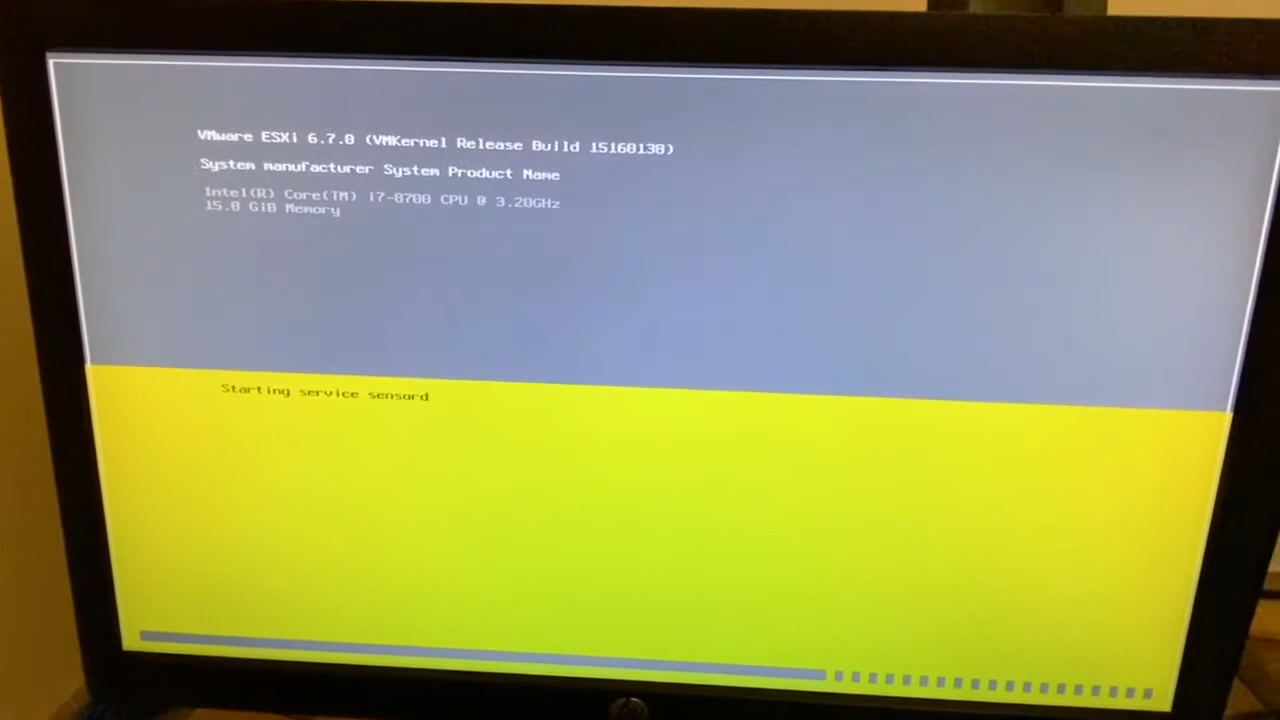 VMware ESXi 6.7.0 (VMKernel Release Build 15160138)
System manufacturer System Product Name
Intel(R) Core(TM) i7-8700 CPU @ 3.20GHz
15.8 GiB Memory
Starting service sensord